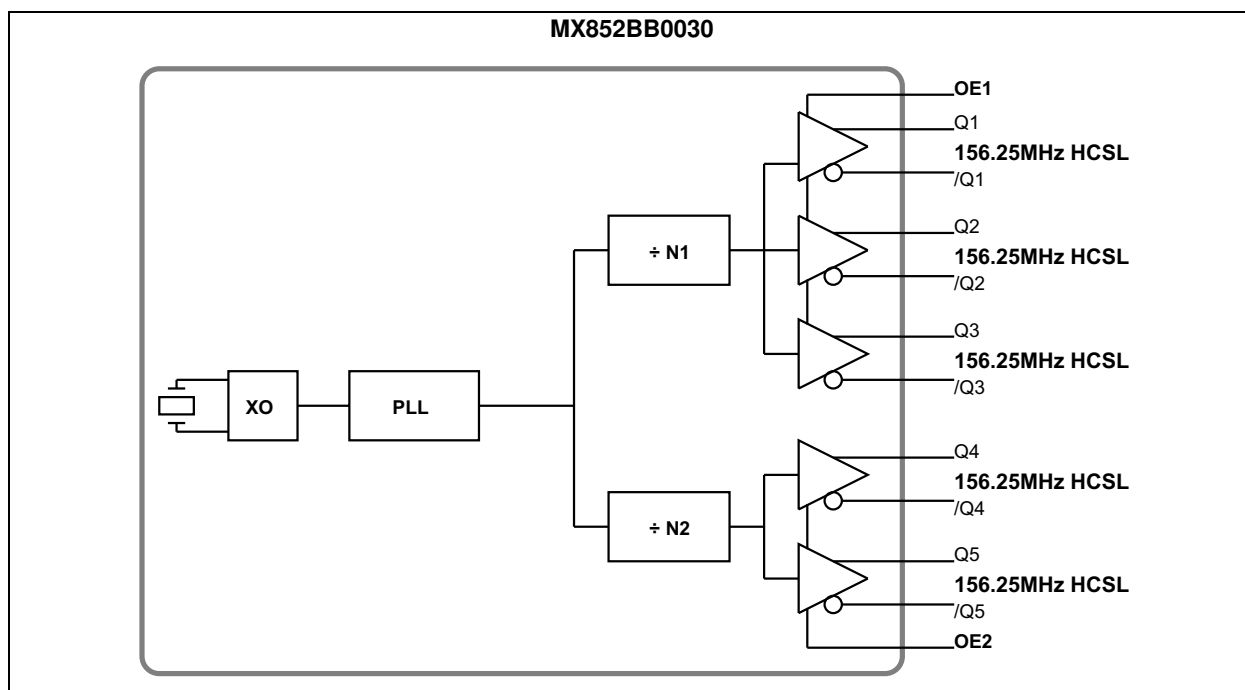 MX852BB0030
OE1
Q1
156.25MHz HCSL
/Q1
÷ N1
Q2
156.25MHz HCSL
/Q2
Q3
156.25MHz HCSL
/Q3
XO
PLL
Q4
156.25MHz HCSL
/Q4
÷ N2
Q5
156.25MHz HCSL
/Q5
OE2